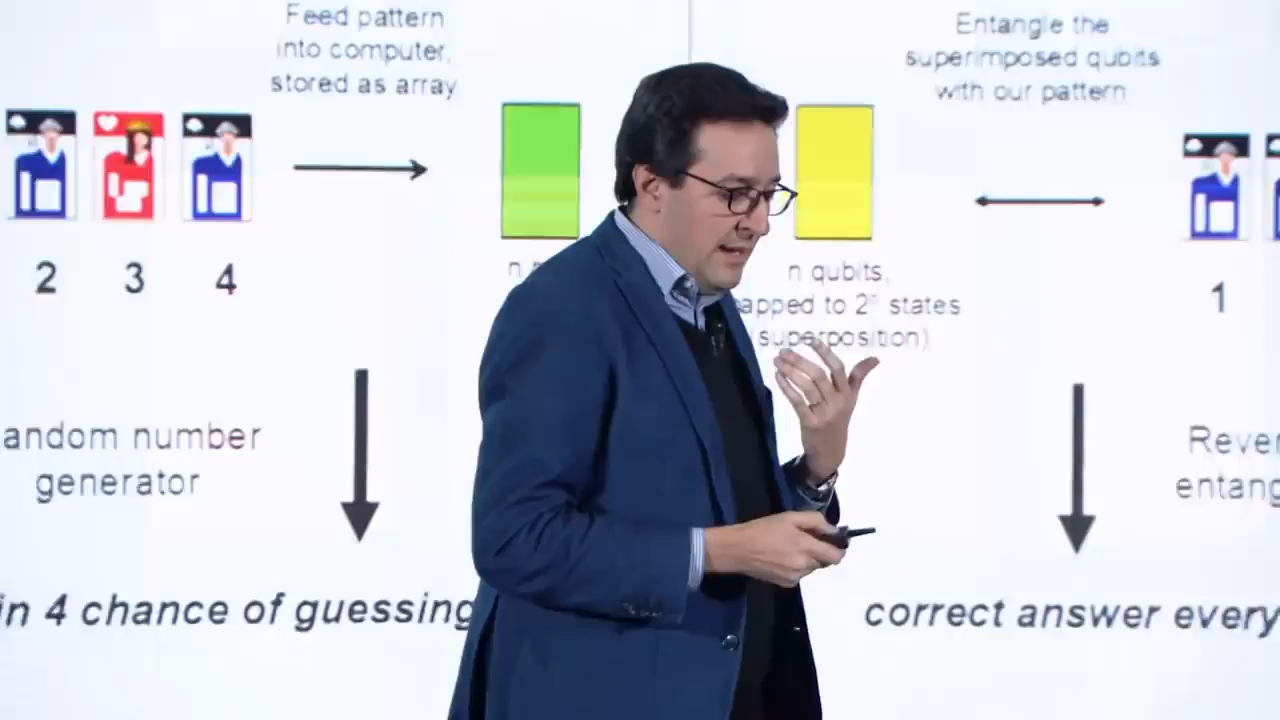 Feed pattern
into computer,
stored as array
2 3 4
andom number
generator
in 4 chance of guessing
n
n qubits,
apped to 2ⁿ states
(superposition)
Entangle the
superimposed qubits
with our pattern
1
Rever
entang
correct answer every